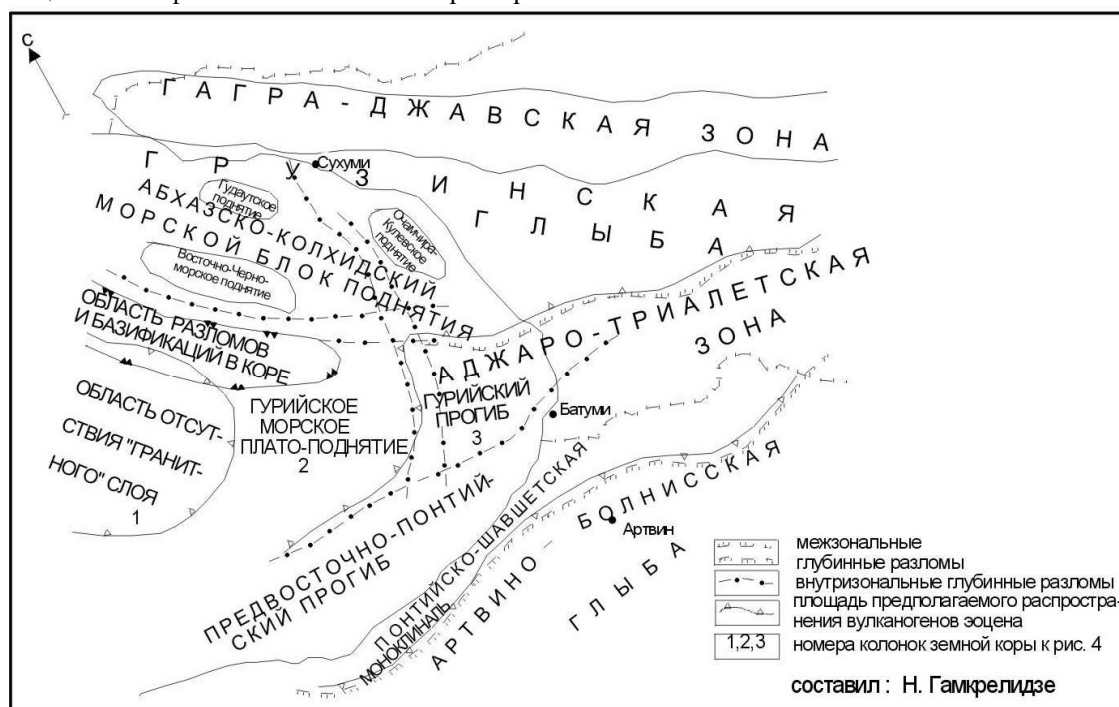 С
ГАГРА-ДЖАВСКАЯ ЗОНА
ГРУЗИНСКАЯ
ГЛЫБА
Сухуми
Гудаутское
поднятие
АБХАЗСКО-КОЛХИДСКИЙ
МОРСКОЙ БЛОК ПОДНЯТИЯ
Очамчира-
Кулевское
поднятие
Восточно-Черно-
морское поднятие
ОБЛАСТЬ РАЗЛОМОВ
И БАЗИФИКАЦИЙ В КОРЕ
АДЖАРО-ТРИАЛЕТСКАЯ
ЗОНА
ОБЛАСТЬ ОТСУТ-
СТВИЯ "ГРАНИТ-
НОГО" СЛОЯ
1
ГУРИЙСКОЕ
МОРСКОЕ
ПЛАТО-ПОДНЯТИЕ
2
ГУРИЙСКИЙ
ПРОГИБ
3
Батуми
ПРЕДВОСТОЧНО-ПОНТИЙ-
СКИЙ ПРОГИБ
ПОНТИЙСКО-ШАВШЕТСКАЯ
МОНОКЛИНАЛЬ
АРТВИНО-БОЛНИССКАЯ
ГЛЫБА
Артвин
межзональные
глубинные разломы
внутризональные глубинные разломы
площадь предполагаемого распростра-
нения вулканогенов эоцена
1,2,3 номера колонок земной коры к рис. 4
составил : Н. Гамкрелидзе